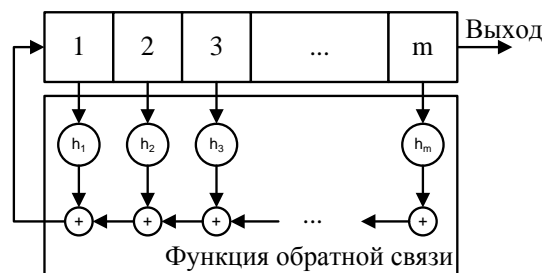 1 2 3 ... m Выход
h₁ h₂ h₃ hₘ
+ + + ... +
Функция обратной связи